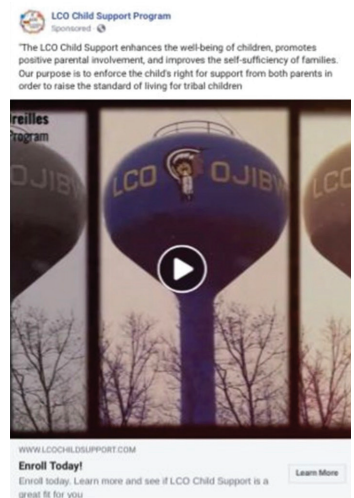 LCO Child Support Program
Sponsored ·
"The LCO Child Support enhances the well-being of children, promotes
positive parental involvement, and improves the self-sufficiency of families.
Our purpose is to enforce the child's right for support from both parents in
order to raise the standard of living for tribal children
reilles
Program
OJIBW
LCO OJIBW
LCO
WWW.LCOCHILDSUPPORT.COM
Enroll Today!
Learn More
Enroll today. Learn more and see if LCO Child Support is a
great fit for you